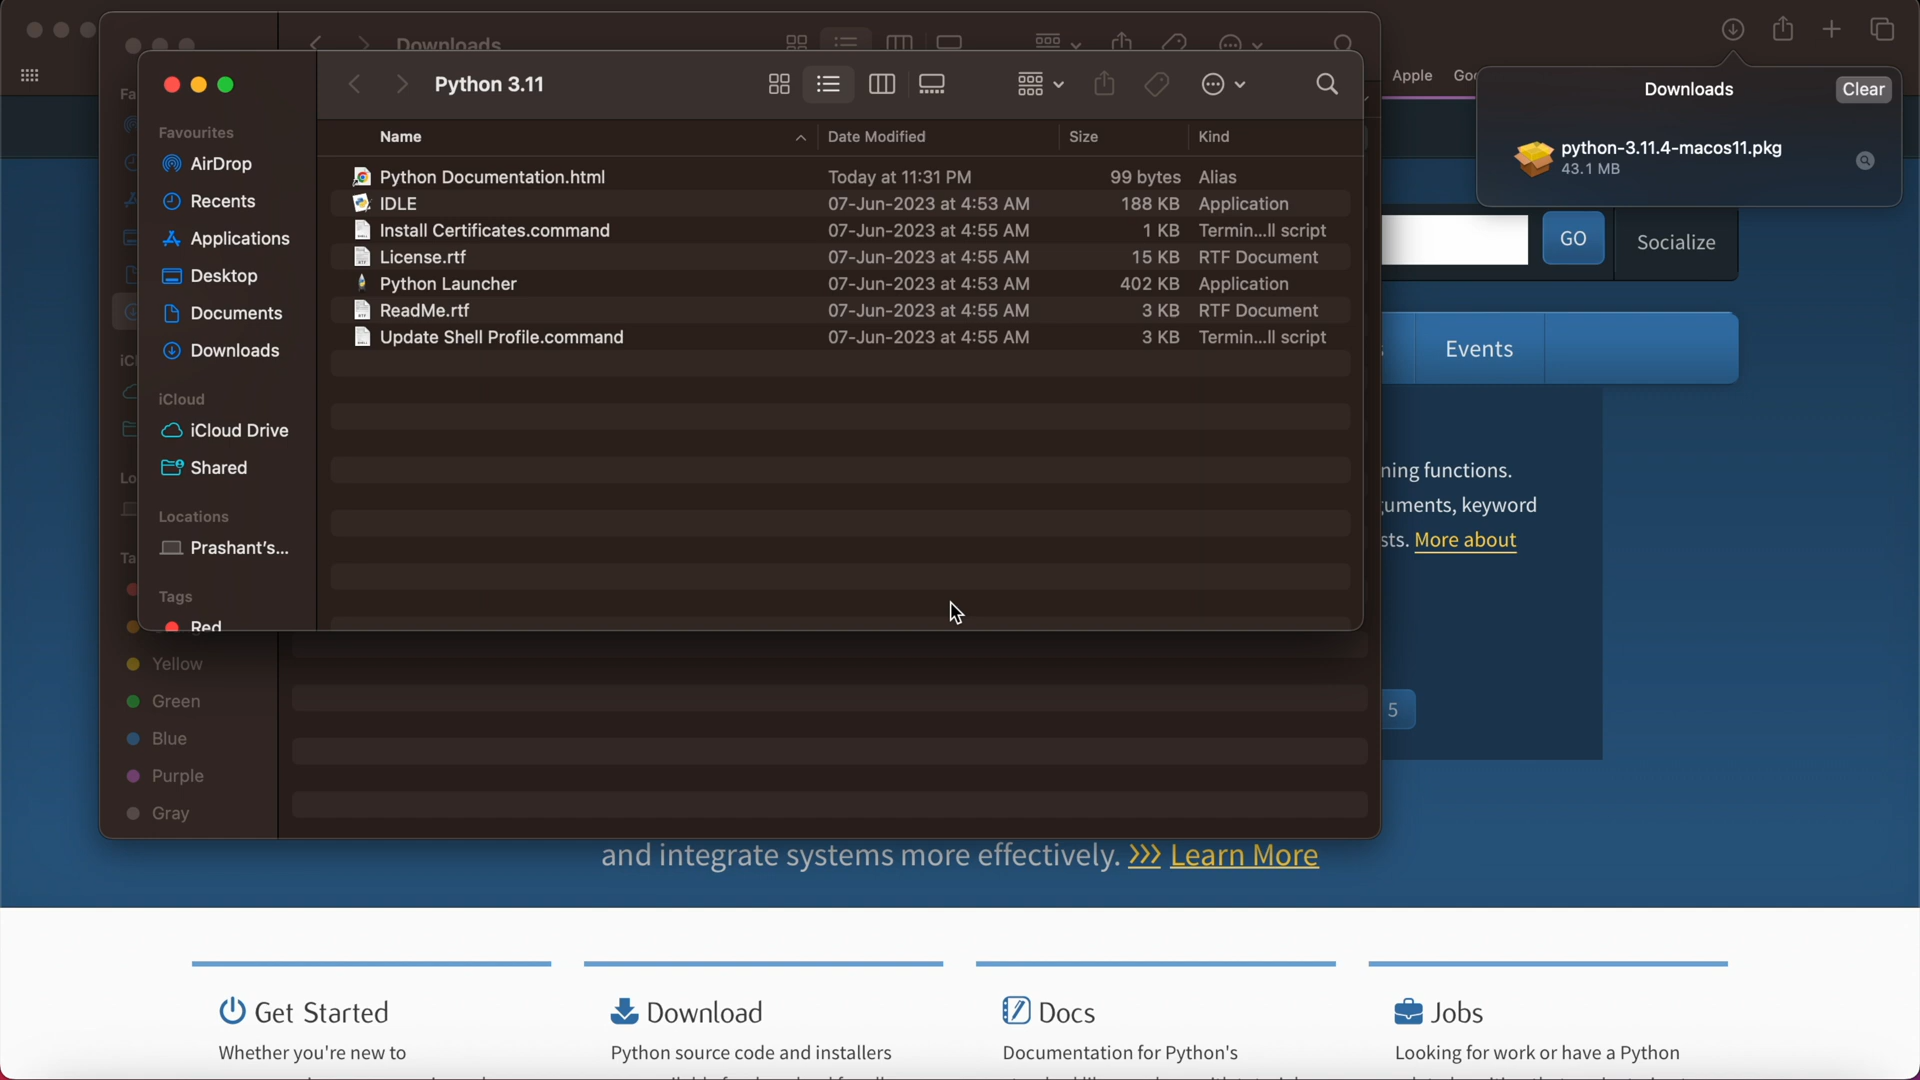 Downloads
Python 3.11
Apple
Downloads
Clear
python-3.11.4-macos11.pkg
43.1 MB
Favourites
AirDrop
Recents
Applications
Desktop
Documents
Downloads
iCloud
iCloud Drive
Shared
Locations
Prashant's...
Tags
Red
Yellow
Green
Blue
Purple
Gray
Name Date Modified Size Kind
Python Documentation.html Today at 11:31 PM 99 bytes Alias
IDLE 07-Jun-2023 at 4:53 AM 188 KB Application
Install Certificates.command 07-Jun-2023 at 4:55 AM 1 KB Termin...ll script
License.rtf 07-Jun-2023 at 4:55 AM 15 KB RTF Document
Python Launcher 07-Jun-2023 at 4:53 AM 402 KB Application
ReadMe.rtf 07-Jun-2023 at 4:55 AM 3 KB RTF Document
Update Shell Profile.command 07-Jun-2023 at 4:55 AM 3 KB Termin...ll script
GO Socialize
Events
functions.
keyword
More about
5
and integrate systems more effectively. >>> Learn More
Get Started
Whether you're new to
Download
Python source code and installers
Docs
Documentation for Python's
Jobs
Looking for work or have a Python